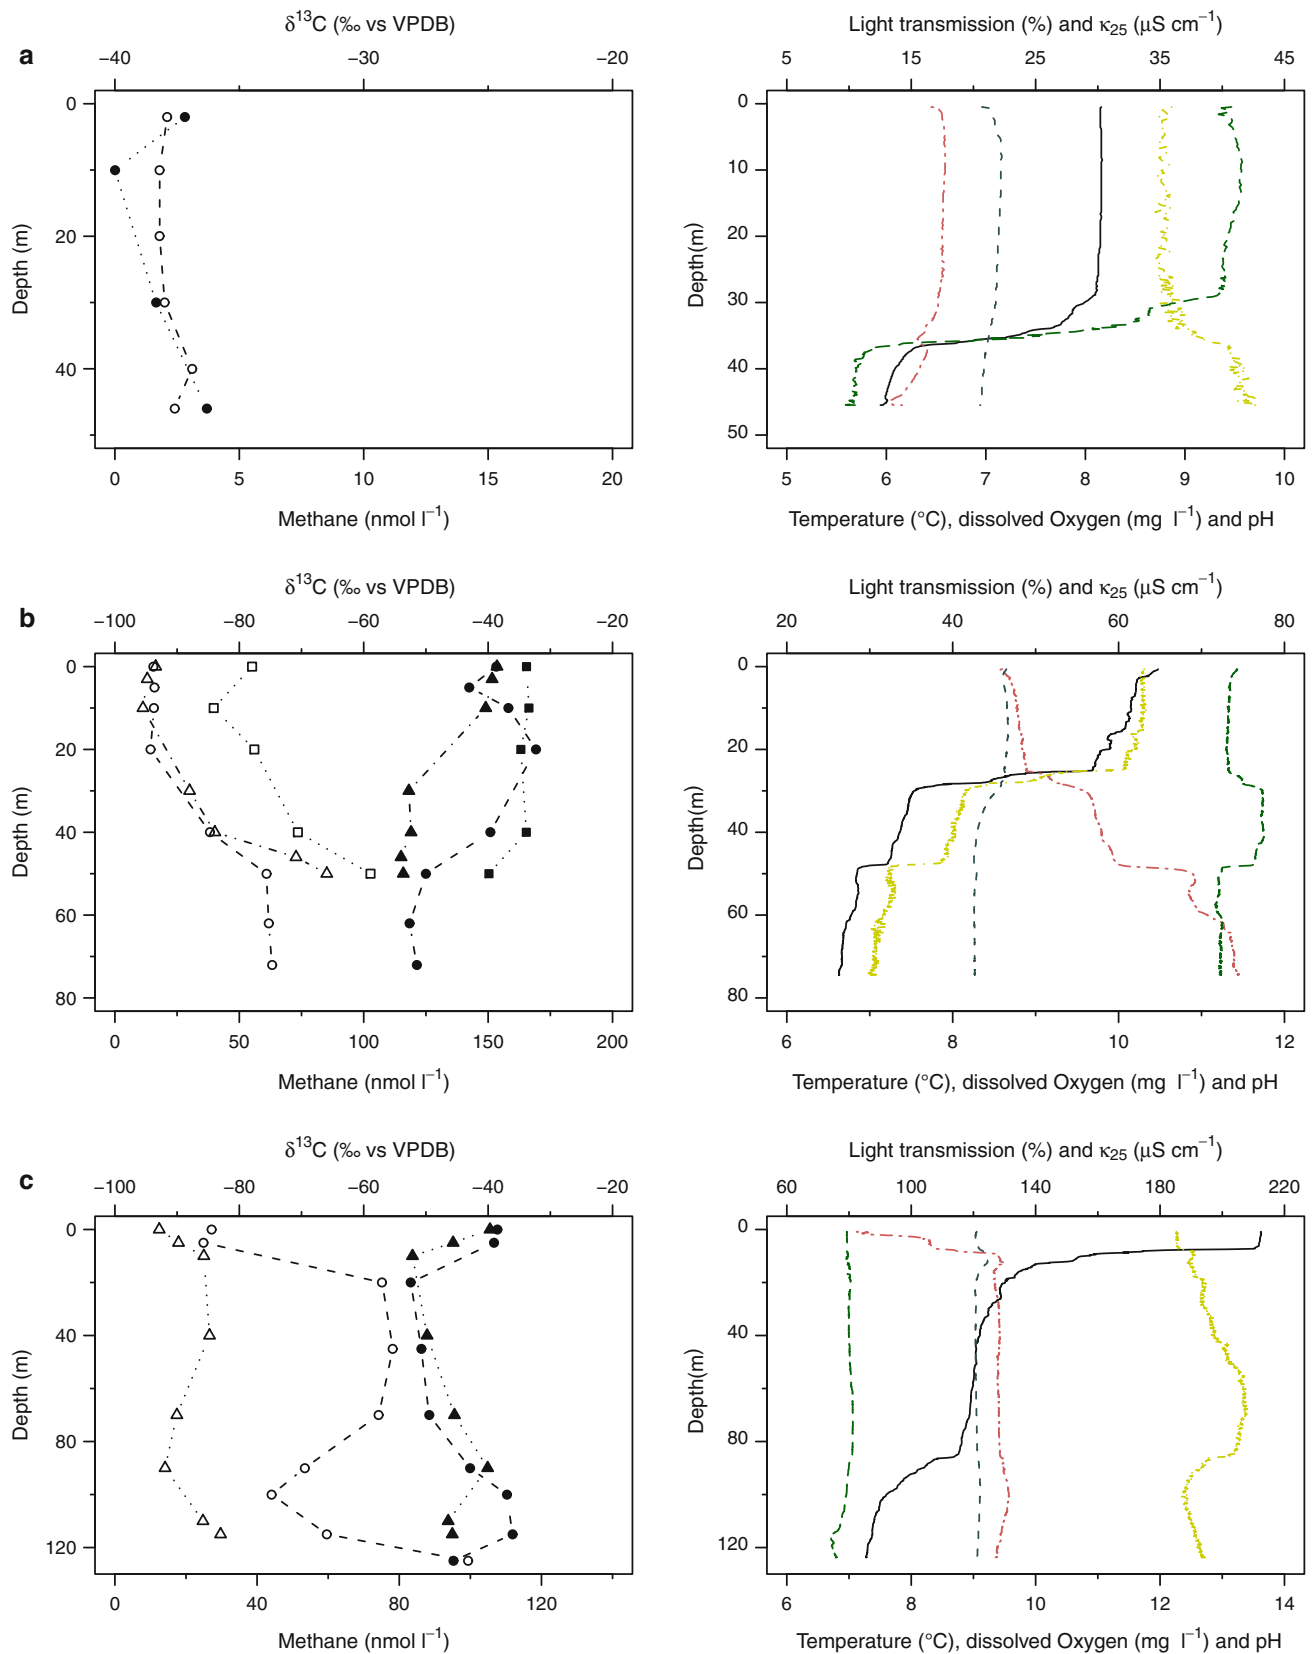 δ13C (‰ vs VPDB)
Light transmission (%) and κ25 (μS cm−1)
a
−40 −30 −20
5 15 25 35 45
0
20
40
Depth (m)
0
10
20
30
40
50
Depth(m)
0 5 10 15 20
5 6 7 8 9 10
Methane (nmol l−1)
Temperature (°C), dissolved Oxygen (mg l−1) and pH
δ13C (‰ vs VPDB)
Light transmission (%) and κ25 (μS cm−1)
b
−100 −80 −60 −40 −20
20 40 60 80
0
20
40
60
80
Depth (m)
0
20
40
60
80
Depth(m)
0 50 100 150 200
6 8 10 12
Methane (nmol l−1)
Temperature (°C), dissolved Oxygen (mg l−1) and pH
δ13C (‰ vs VPDB)
Light transmission (%) and κ25 (μS cm−1)
c
−100 −80 −60 −40 −20
60 100 140 180 220
0
40
80
120
Depth (m)
0
40
80
120
Depth(m)
0 40 80 120
6 8 10 12 14
Methane (nmol l−1)
Temperature (°C), dissolved Oxygen (mg l−1) and pH